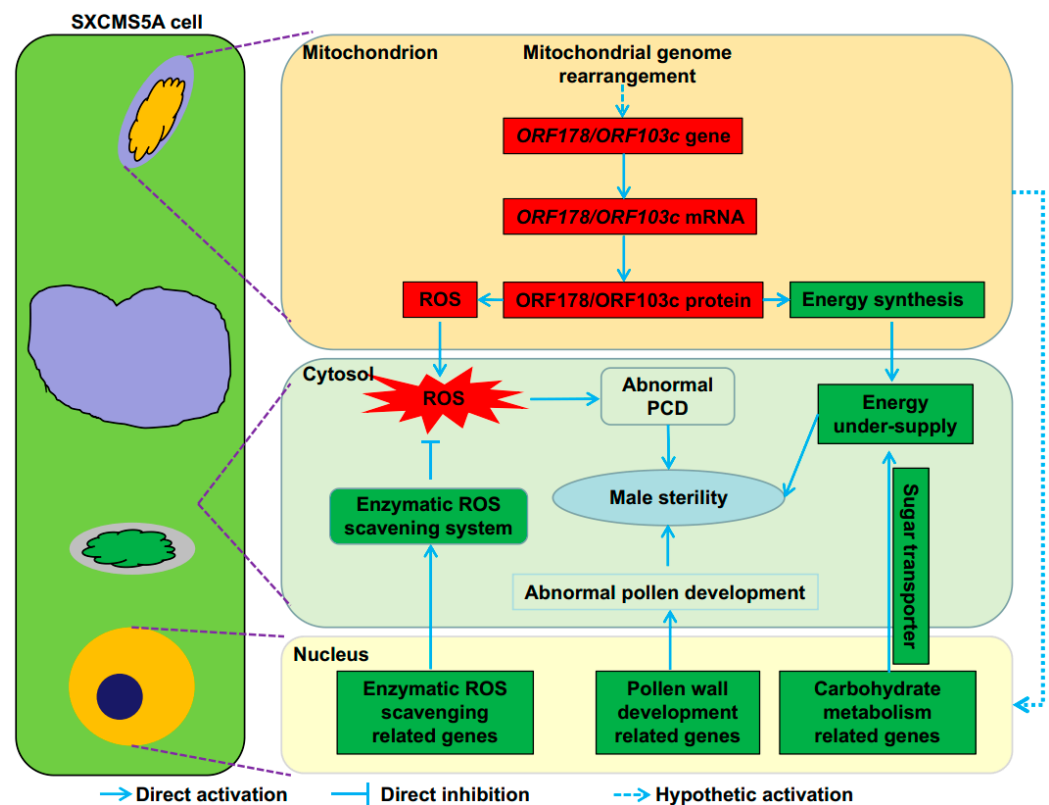 SXCMS5A cell
Mitochondrion
Mitochondrial genome
rearrangement
ORF178/ORF103c gene
ORF178/ORF103c mRNA
ROS
ORF178/ORF103c protein
Energy synthesis
Cytosol
ROS
Abnormal
PCD
Energy
under-supply
Enzymatic ROS
scavening system
Male sterility
Sugar transporter
Abnormal pollen development
Nucleus
Enzymatic ROS
scavenging
related genes
Pollen wall
development
related genes
Carbohydrate
metabolism
related genes
Direct activation
Direct inhibition
Hypothetic activation